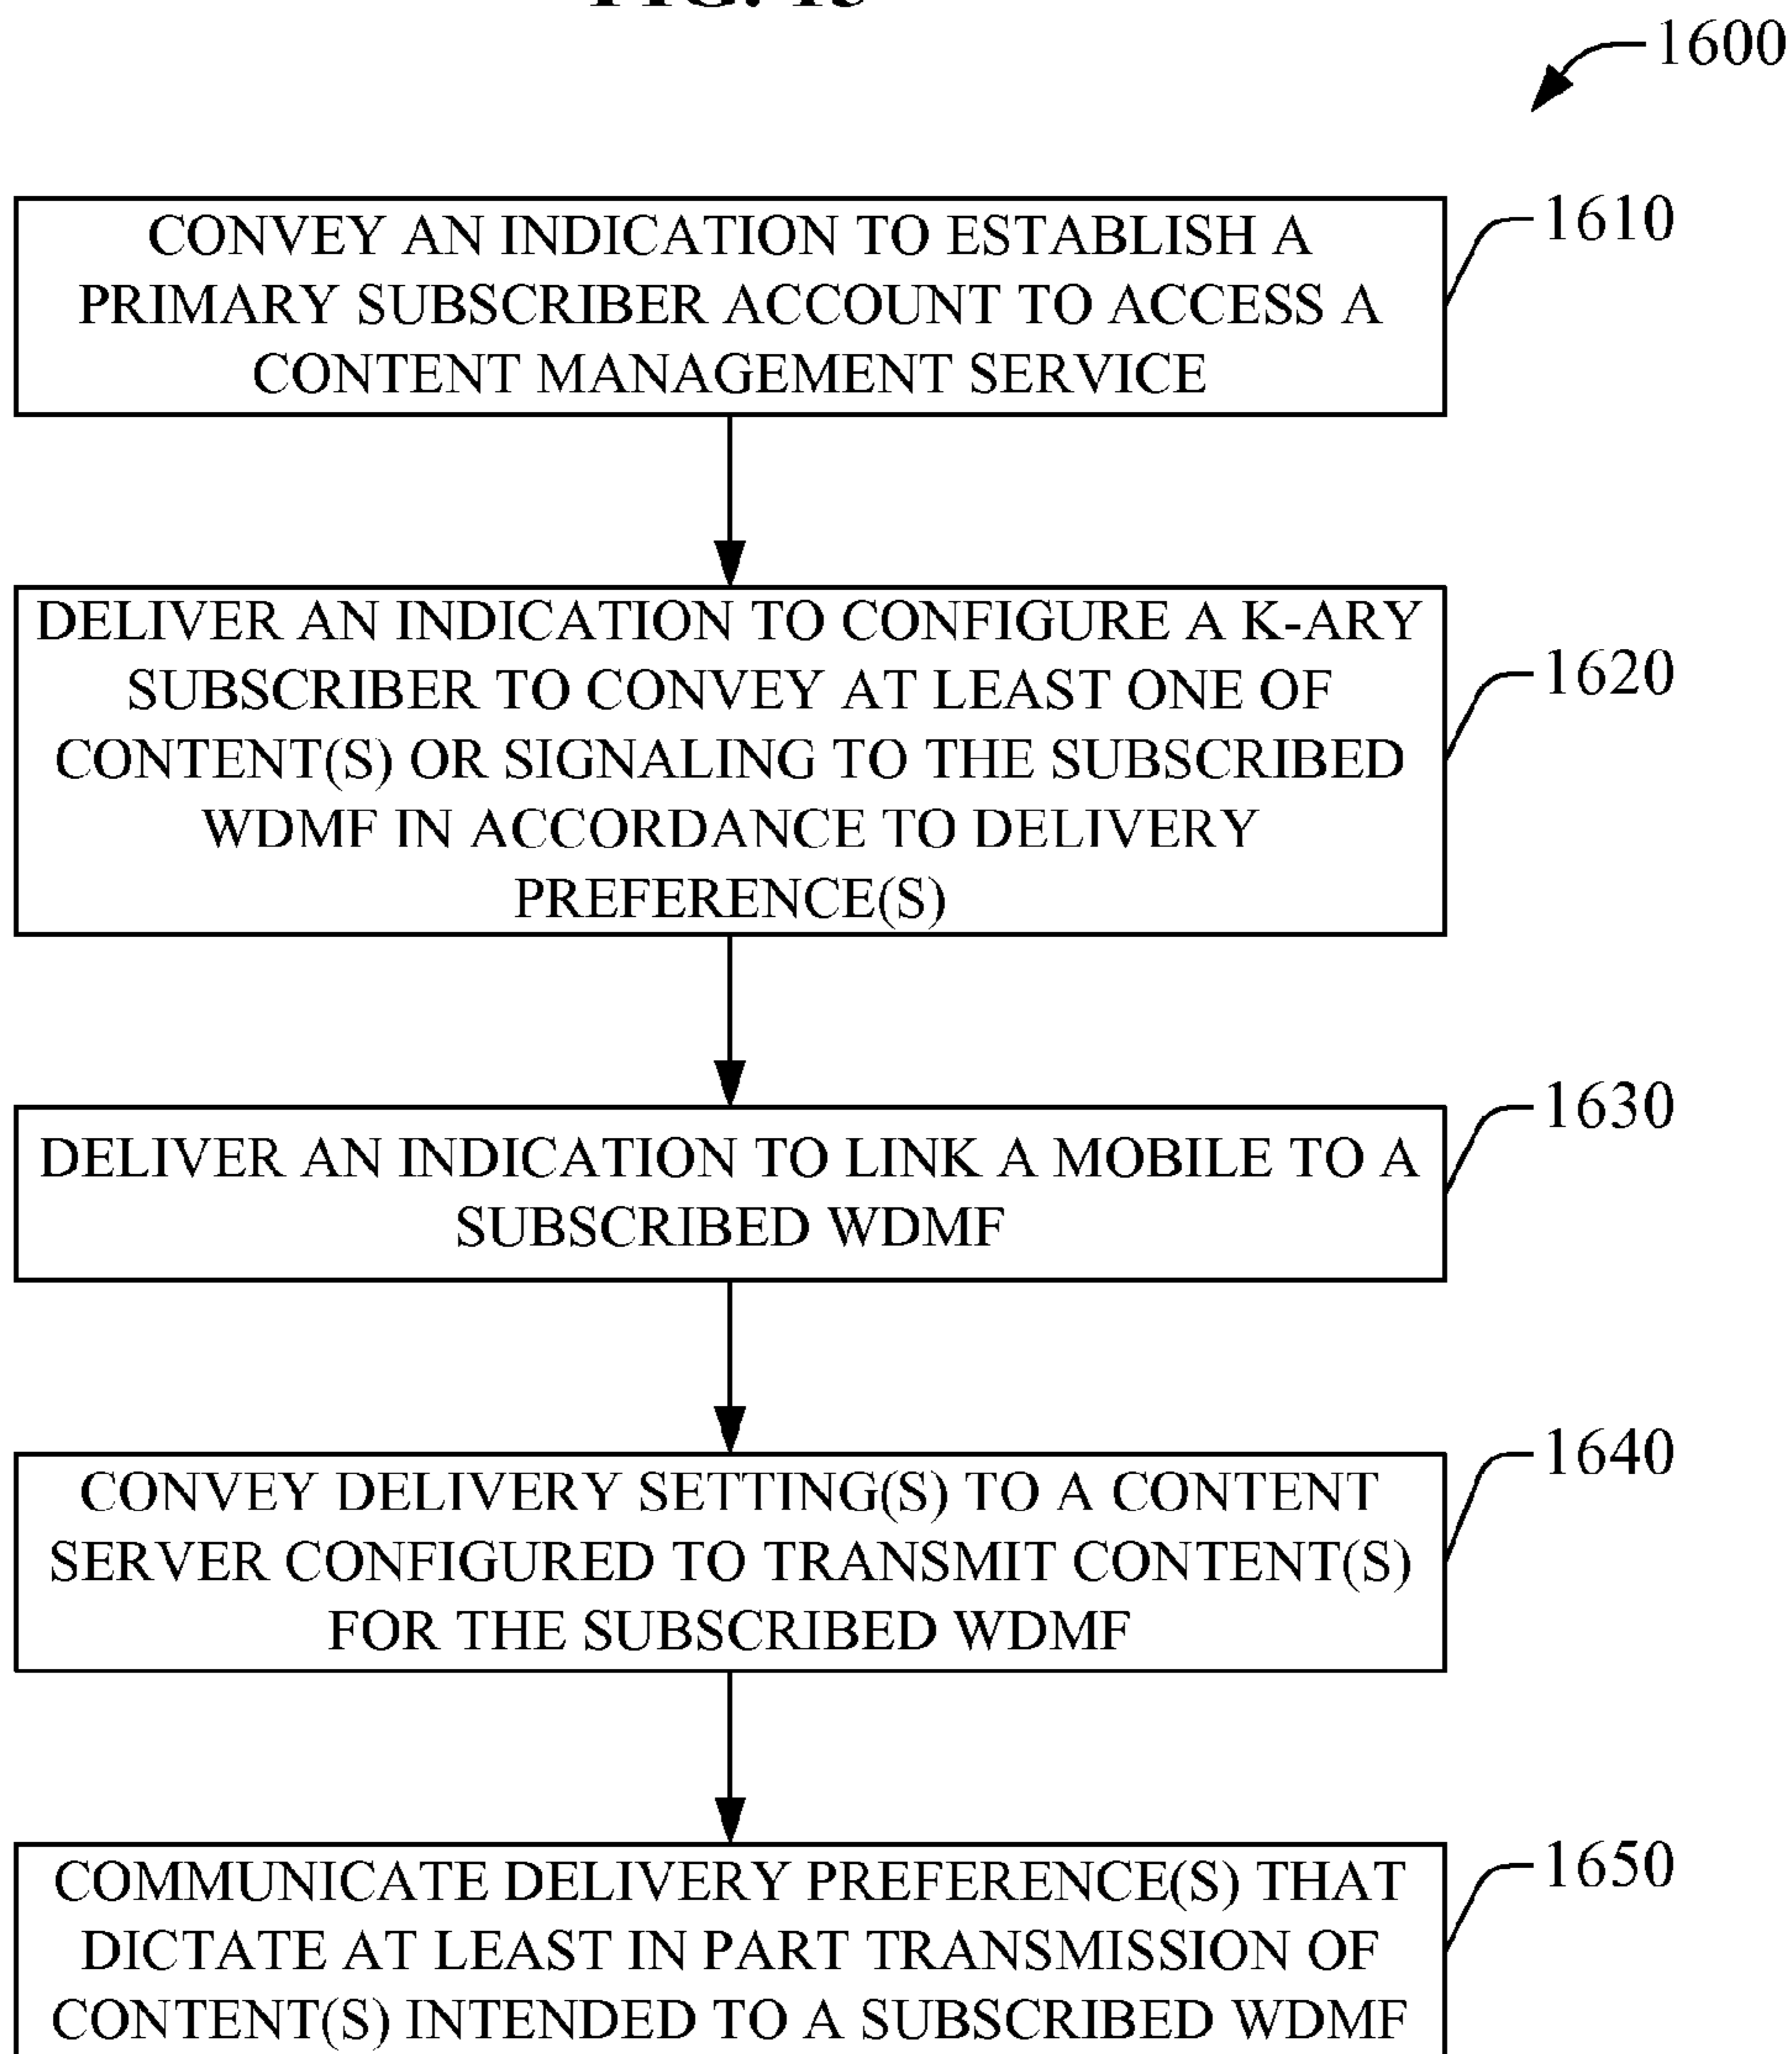 1600
CONVEY AN INDICATION TO ESTABLISH A
PRIMARY SUBSCRIBER ACCOUNT TO ACCESS A
CONTENT MANAGEMENT SERVICE
1610
DELIVER AN INDICATION TO CONFIGURE A K-ARY
SUBSCRIBER TO CONVEY AT LEAST ONE OF
CONTENT(S) OR SIGNALING TO THE SUBSCRIBED
WDMF IN ACCORDANCE TO DELIVERY
PREFERENCE(S)
1620
DELIVER AN INDICATION TO LINK A MOBILE TO A
SUBSCRIBED WDMF
1630
CONVEY DELIVERY SETTING(S) TO A CONTENT
SERVER CONFIGURED TO TRANSMIT CONTENT(S)
FOR THE SUBSCRIBED WDMF
1640
COMMUNICATE DELIVERY PREFERENCE(S) THAT
DICTATE AT LEAST IN PART TRANSMISSION OF
CONTENT(S) INTENDED TO A SUBSCRIBED WDMF
1650